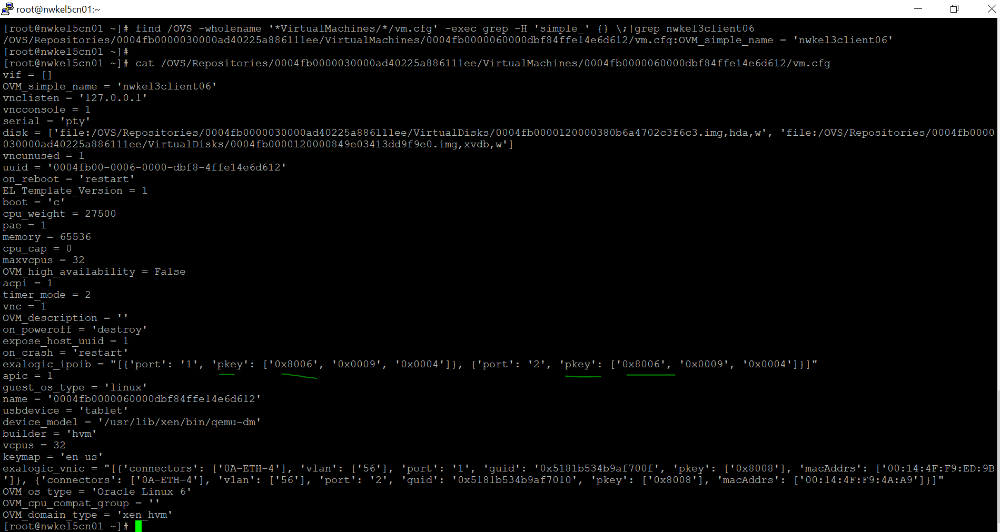 root@nwkel5cn01:~
[root@nwkel5cn01 ~]# find /OVS -wholename '*VirtualMachines/*/vm.cfg' -exec grep -H 'simple_' {} \;|grep nwkel3client06
/OVS/Repositories/0004fb0000030000ad40225a886111ee/VirtualMachines/0004fb0000060000dbf84ffe14e6d612/vm.cfg:OVM_simple_name = 'nwkel3client06'
[root@nwkel5cn01 ~]#
[root@nwkel5cn01 ~]# cat /OVS/Repositories/0004fb0000030000ad40225a886111ee/VirtualMachines/0004fb0000060000dbf84ffe14e6d612/vm.cfg
vif = []
OVM_simple_name = 'nwkel3client06'
vnclisten = '127.0.0.1'
vncconsole = 1
serial = 'pty'
disk = ['file:/OVS/Repositories/0004fb0000030000ad40225a886111ee/VirtualDisks/0004fb0000120000380b6a4702c3f6c3.img,hda,w', 'file:/OVS/Repositories/0004fb0000
030000ad40225a886111ee/VirtualDisks/0004fb0000120000849e03413dd9f9e0.img,xvdb,w']
vncunused = 1
uuid = '0004fb00-0006-0000-dbf8-4ffe14e6d612'
on_reboot = 'restart'
EL_Template_Version = 1
boot = 'c'
cpu_weight = 27500
pae = 1
memory = 65536
cpu_cap = 0
maxvcpus = 32
OVM_high_availability = False
acpi = 1
timer_mode = 2
vnc = 1
OVM_description = ''
on_poweroff = 'destroy'
expose_host_uuid = 1
on_crash = 'restart'
exalogic_ipoib = "[{'port': '1', 'pkey': ['0x8006', '0x0009', '0x0004']}, {'port': '2', 'pkey': ['0x8006', '0x0009', '0x0004']}]"
apic = 1
guest_os_type = 'linux'
name = '0004fb0000060000dbf84ffe14e6d612'
usbdevice = 'tablet'
device_model = '/usr/lib/xen/bin/qemu-dm'
builder = 'hvm'
vcpus = 32
keymap = 'en-us'
exalogic_vnic = "[{'connectors': ['0A-ETH-4'], 'vlan': ['56'], 'port': '1', 'guid': '0x5181b534b9af700f', 'pkey': ['0x8008'], 'macAddrs': ['00:14:4F:F9:ED:9B
']}, {'connectors': ['0A-ETH-4'], 'vlan': ['56'], 'port': '2', 'guid': '0x5181b534b9af7010', 'pkey': ['0x8008'], 'macAddrs': ['00:14:4F:F9:4A:A9']}]"
OVM_os_type = 'Oracle Linux 6'
OVM_cpu_compat_group = ''
OVM_domain_type = 'xen_hvm'
[root@nwkel5cn01 ~]#